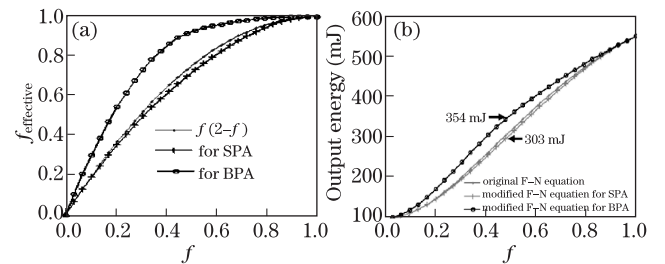 (a)
1.0
0.8
0.6
0.4
0.2
0.0
f_effective
f(2−f)
for SPA
for BPA
0.0 0.2 0.4 0.6 0.8 1.0
f
(b)
600
500
400
300
200
100
Output energy (mJ)
354 mJ
303 mJ
original F−N equation
modified F−N equatien for SPA
modified F−N equatien for BPA
0.0 0.2 0.4 0.6 0.8 1.0
f